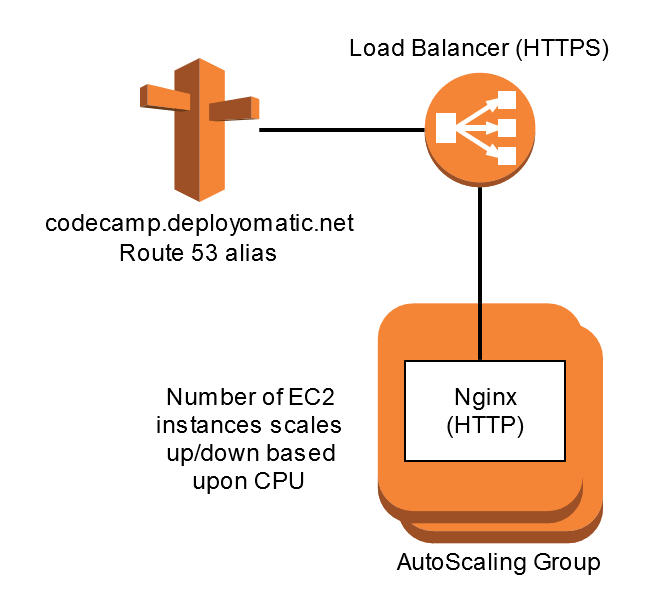 Load Balancer (HTTPS)
codecamp.deployomatic.net
Route 53 alias
Number of EC2
instances scales
up/down based
upon CPU
Nginx
(HTTP)
AutoScaling Group